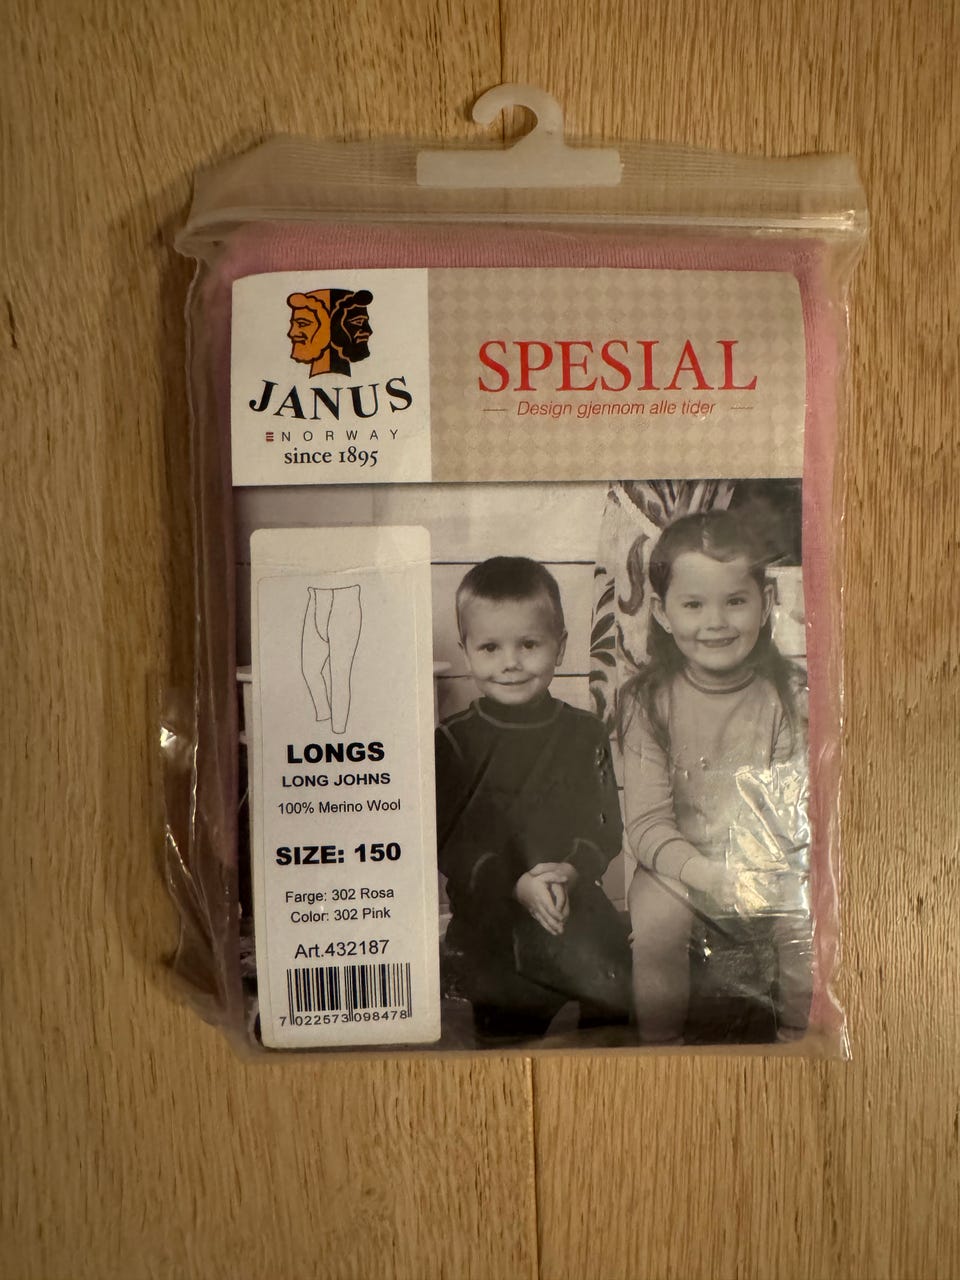 JANUS
NORWAY
since 1895
SPESIAL
Design gjennom alle tider
LONGS
LONG JOHNS
100% Merino Wool
SIZE: 150
Farge: 302 Rosa
Color: 302 Pink
Art.432187
7 022573 098478